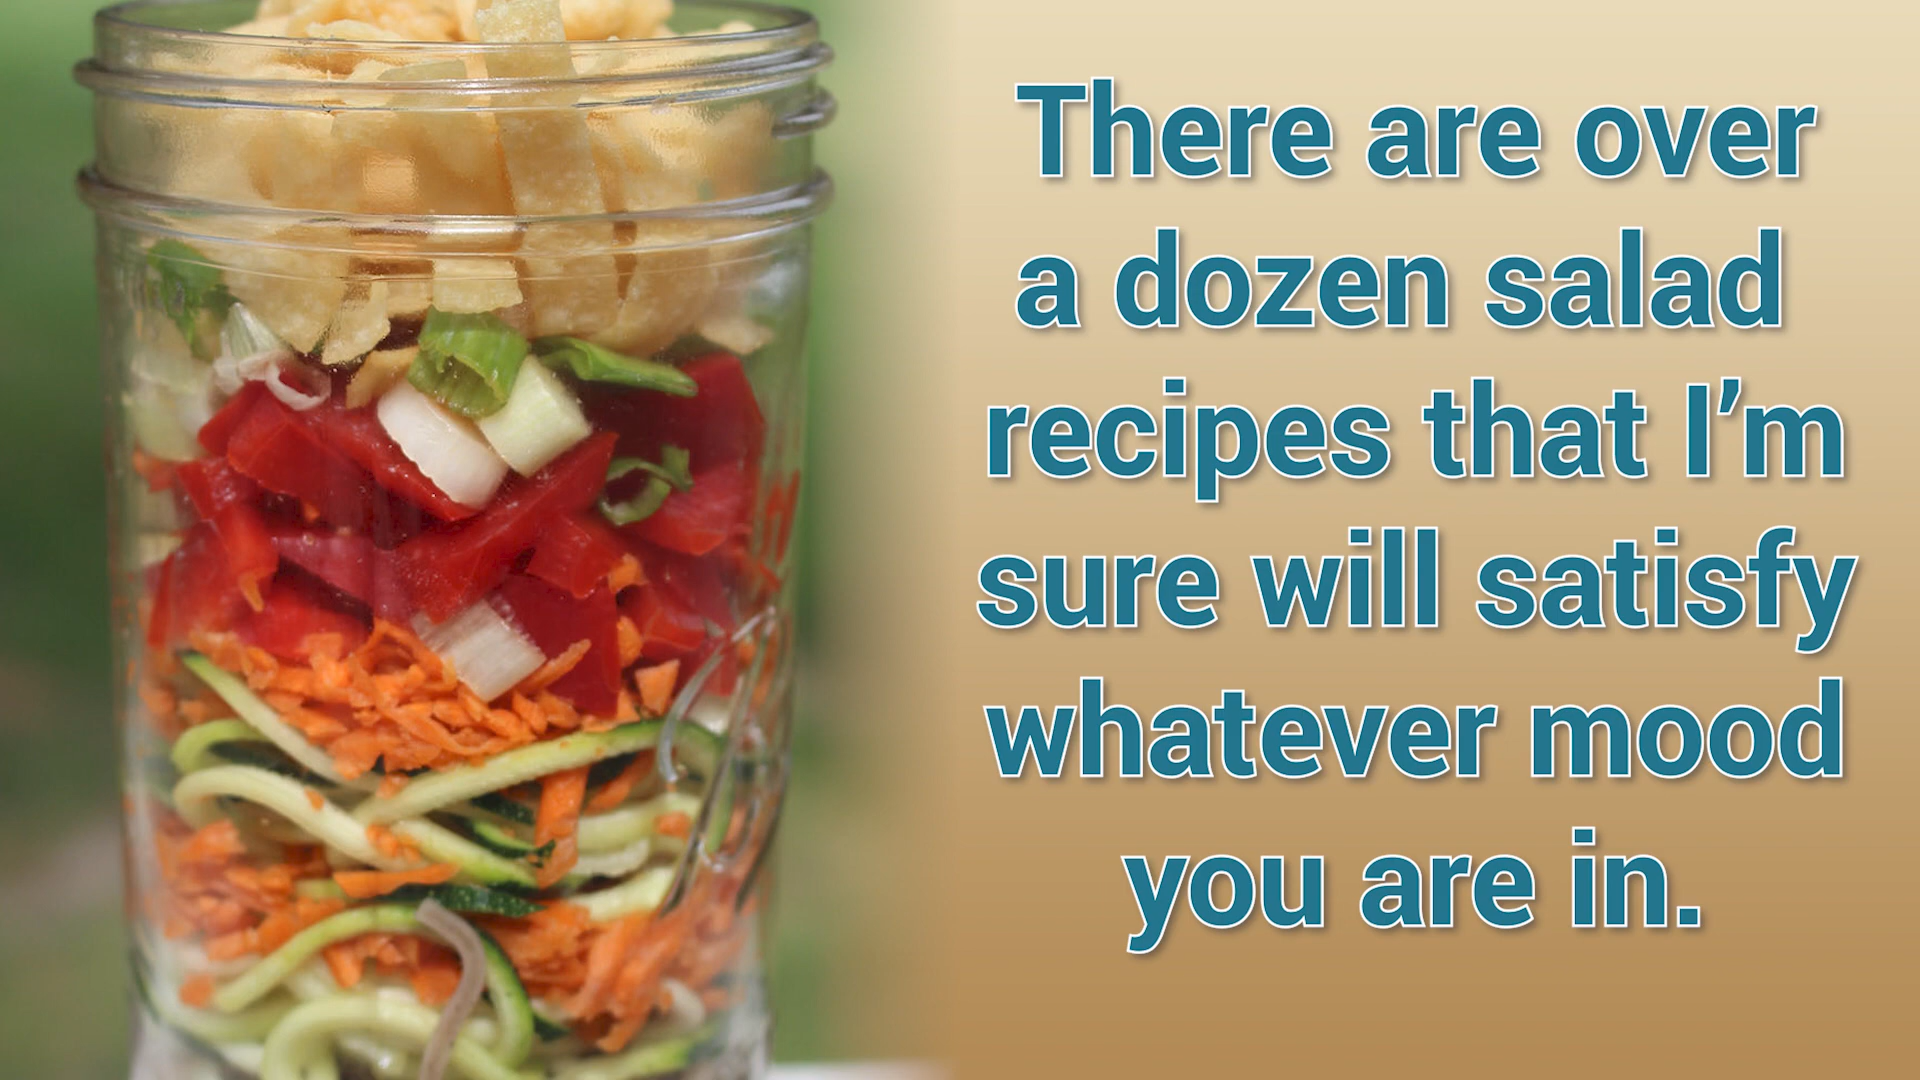 There are over
a dozen salad
recipes that I’m
sure will satisfy
whatever mood
you are in.